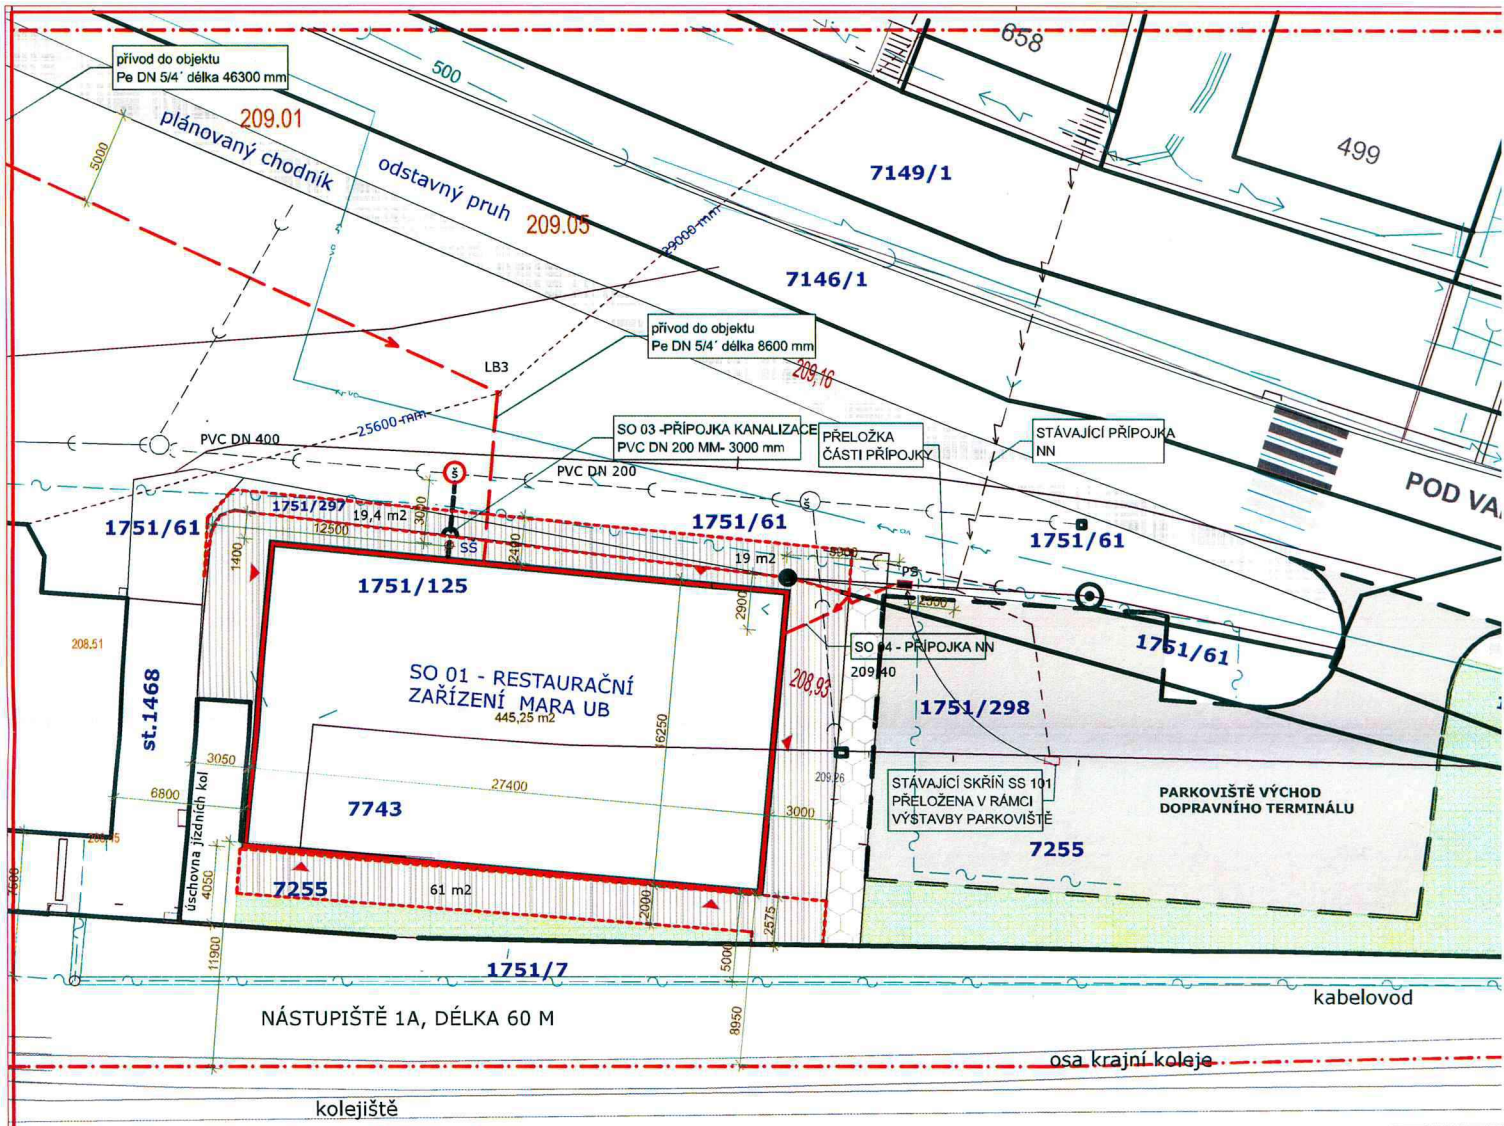 658
přívod do objektu
Pe DN 5/4´ délka 46300 mm
500
209.01
499
plánovaný chodník
5000
odstavný pruh
7149/1
209.05
29000 mm
7146/1
přívod do objektu
Pe DN 5/4´ délka 8600 mm
LB3
209,16
25600 mm
PVC DN 400
SO 03 -PŘÍPOJKA KANALIZACE
PVC DN 200 MM- 3000 mm
PŘELOŽKA
ČÁSTI PŘÍPOJKY
STÁVAJÍCÍ PŘÍPOJKA
NN
PVC DN 200
š
POD VA
š
1751/297
19,4 m2
3000
1751/61
12500
1751/61
1751/61
SŠ
2400
1400
19 m2
PS
1751/125
2900
2500
208.51
SO 04 - PŘÍPOJKA NN
1751/61
209,40
208,93
SO 01 - RESTAURAČNÍ
ZAŘÍZENÍ MARA UB
445,25 m2
st.1468
1751/298
16250
3050
27400
209.26
6800
7743
3000
STÁVAJÍCÍ SKŘÍŇ SS 101
PŘELOŽENA V RÁMCI
VÝSTAVBY PARKOVIŠTĚ
PARKOVIŠTĚ VÝCHOD
DOPRAVNÍHO TERMINÁLU
úschovna jízdních kol
7255
4050
7255
61 m2
2000
2575
11900
5000
1751/7
kabelovod
NÁSTUPIŠTĚ 1A, DÉLKA 60 M
8950
osa krajní koleje
kolejiště